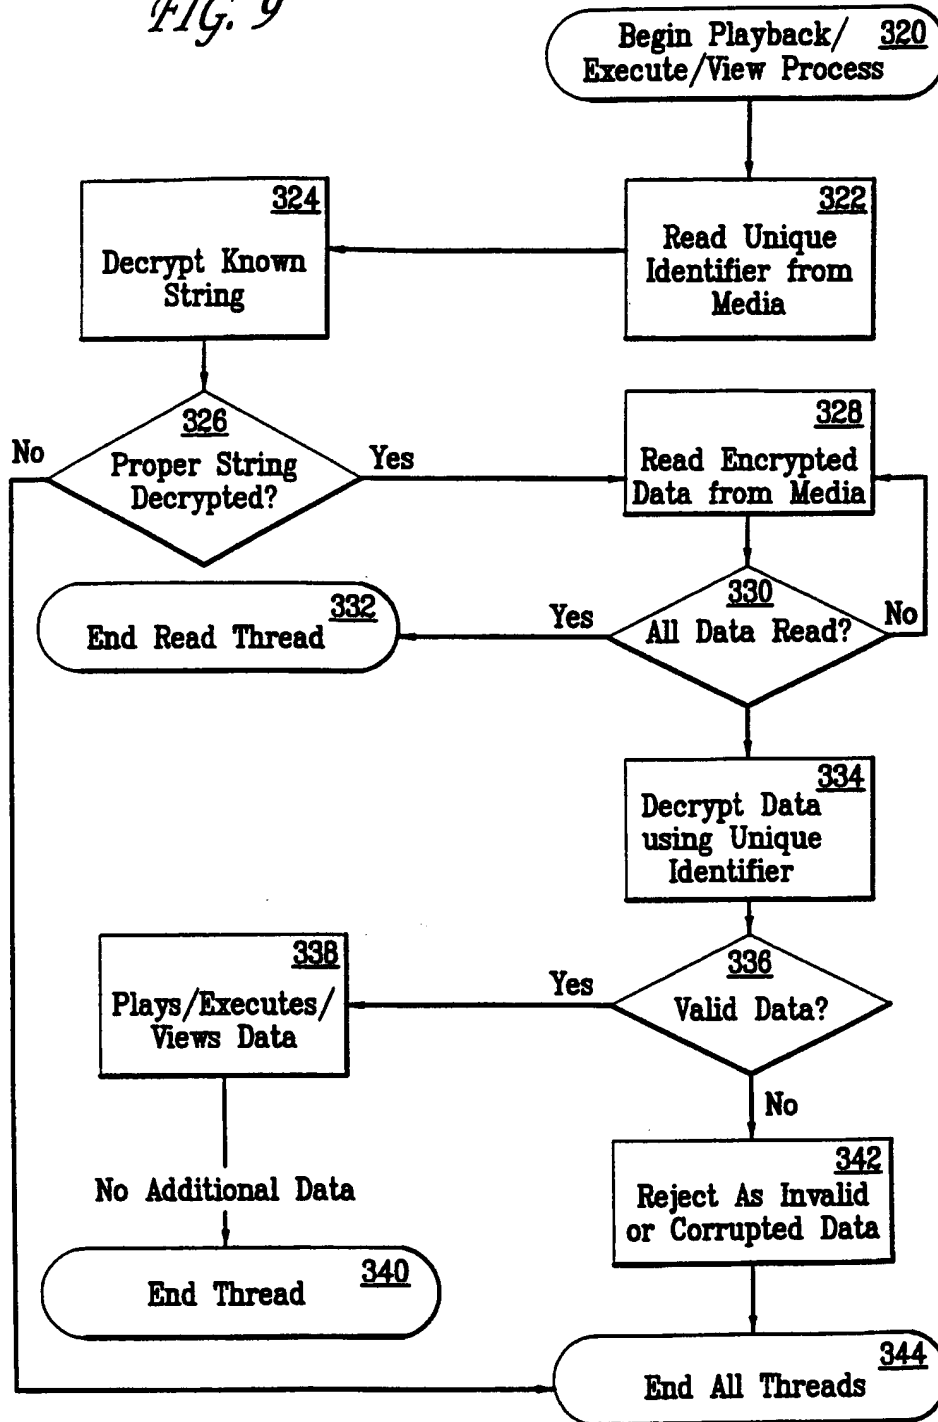 FIG. 9
Begin Playback/ 320
Execute/View Process
324
Decrypt Known
String
322
Read Unique
Identifier from
Media
326
Proper String
Decrypted?
No
Yes
328
Read Encrypted
Data from Media
330
All Data Read?
Yes
No
332
End Read Thread
334
Decrypt Data
using Unique
Identifier
336
Valid Data?
Yes
No
338
Plays/Executes/
Views Data
No Additional Data
340
End Thread
342
Reject As Invalid
or Corrupted Data
344
End All Threads